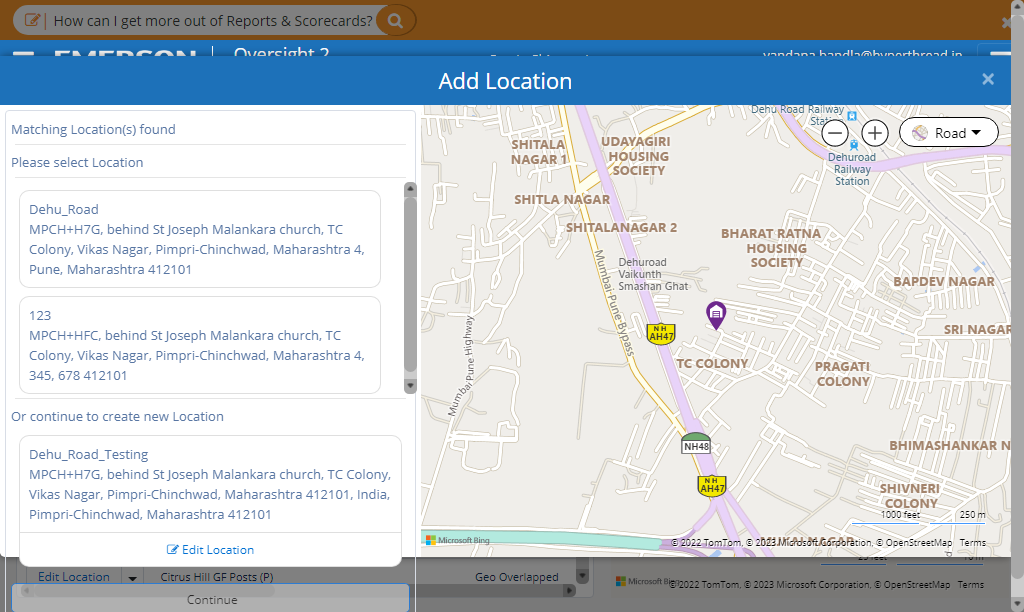 How can I get more out of Reports & Scorecards?
EMERSON
Oversight 2
vandana.bandla@hyperthread.in
Add Location
Matching Location(s) found
Please select Location
Dehu_Road
MPCH+H7G, behind St Joseph Malankara church, TC
Colony, Vikas Nagar, Pimpri-Chinchwad, Maharashtra 4,
Pune, Maharashtra 412101
123
MPCH+HFC, behind St Joseph Malankara church, TC
Colony, Vikas Nagar, Pimpri-Chinchwad, Maharashtra 4,
345, 678 412101
Or continue to create new Location
Dehu_Road_Testing
MPCH+H7G, behind St Joseph Malankara church, TC Colony,
Vikas Nagar, Pimpri-Chinchwad, Maharashtra 412101, India,
Pimpri-Chinchwad, Maharashtra 412101
Edit Location
Edit Location
Citrus Hill GF Posts (P)
Geo Overlapped
Continue
Dehu Road Railway
Station
Road
Dehuroad
Railway
Station
SHITALA
NAGAR 1
UDAYAGIRI
HOUSING
SOCIETY
SHITLA NAGAR
SHITALANAGAR 2
BHARAT RATNA
HOUSING
SOCIETY
Dehuroad
Vaikunth
Smashan Ghat
BAPDEV NAGAR
Mumbai-Pune Bypass
Mumbai Pune Highway
NH
AH47
SRI NAGAR
TC COLONY
PRAGATI
COLONY
NH48
BHIMASHANKAR N
NH
AH47
SHIVNERI
COLONY
1000 feet
250 m
Microsoft Bing
© 2022 TomTom, © 2023 Microsoft Corporation, © OpenStreetMap Terms
Microsoft Bi
© 2022 TomTom, © 2023 Microsoft Corporation, © OpenStreetMap Terms